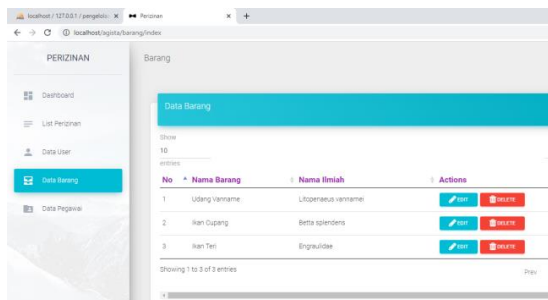 localhost / 127.0.0.1 / pengelola
Perizinan
localhost/agista/barang/index
PERIZINAN
Barang
Dashboard
List Perizinan
Data User
Data Barang
Data Pegawai
Data Barang
Show
10
entries
No Nama Barang Nama Ilmiah Actions
1 Udang Vanname Litopenaeus vannamei EDIT DELETE
2 Ikan Cupang Betta splendens EDIT DELETE
3 Ikan Teri Engraulidae EDIT DELETE
Showing 1 to 3 of 3 entries
Prev